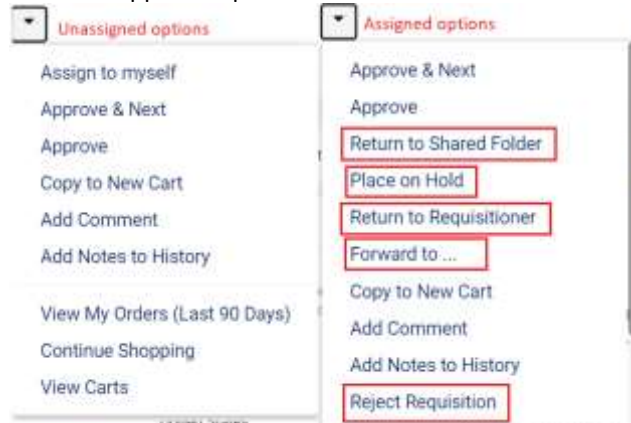 Unassigned options
Assign to myself
Approve & Next
Approve
Copy to New Cart
Add Comment
Add Notes to History
View My Orders (Last 90 Days)
Continue Shopping
View Carts
Assigned options
Approve & Next
Approve
Return to Shared Folder
Place on Hold
Return to Requisitioner
Forward to ...
Copy to New Cart
Add Comment
Add Notes to History
Reject Requisition